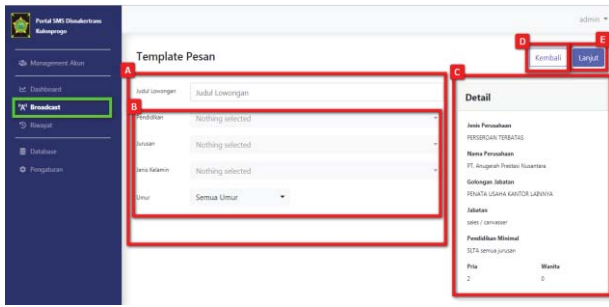 Portal SMS Disnakertrans
Kulonprogo
admin
Management Akun
Dashboard
Broadcast
Riwayat
Database
Pengaturan
Template Pesan
D
E
Kembali
Lanjut
A
Judul Lowongan
Judul Lowongan
B
Pendidikan
Nothing selected
Jurusan
Nothing selected
Jenis Kelamin
Nothing selected
Umur
Semua Umur
C
Detail
Jenis Perusahaan
PERSEROAN TERBATAS
Nama Perusahaan
PT. Anugerah Prestasi Nusantara
Golongan Jabatan
PENATA USAHA KANTOR LAINNYA
Jabatan
sales / canvasser
Pendidikan Minimal
SLTA semua jurusan
Pria Wanita
2 0